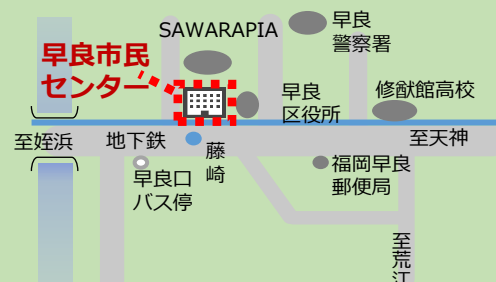 SAWARAPIA
早良
警察署
早良市民
センター
早良
区役所
修猷館高校
至姪浜
地下鉄
藤
崎
至天神
早良口
バス停
福岡早良
郵便局
至荒江